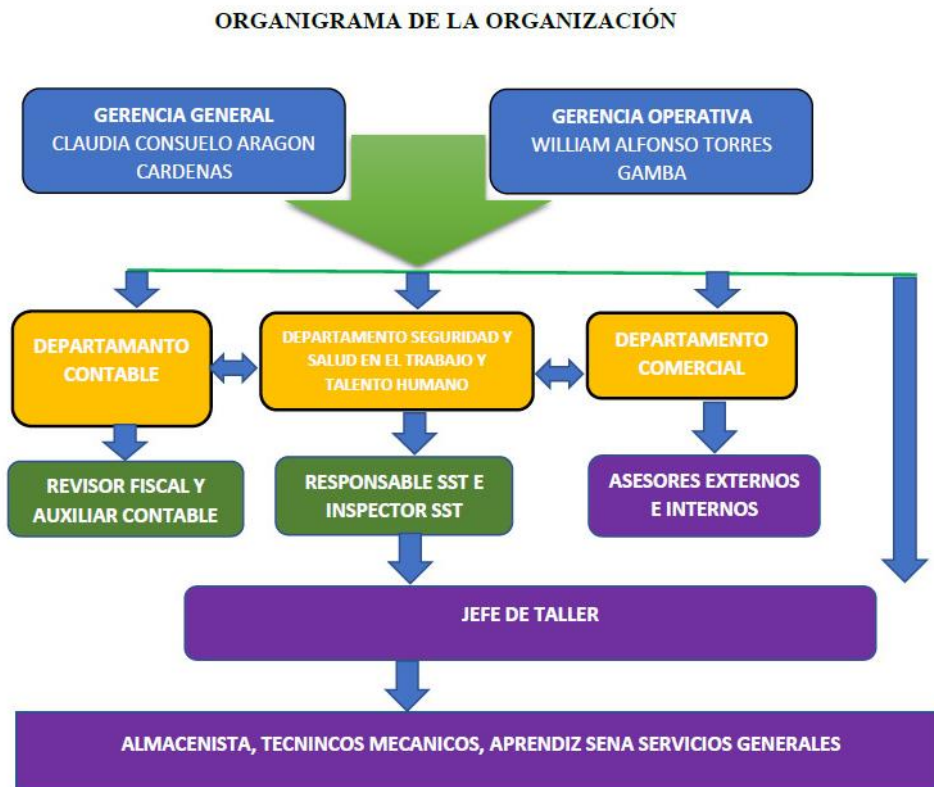 ORGANIGRAMA DE LA ORGANIZACIÓN
GERENCIA GENERAL
CLAUDIA CONSUELO ARAGON
CARDENAS
GERENCIA OPERATIVA
WILLIAM ALFONSO TORRES
GAMBA
DEPARTAMANTO
CONTABLE
DEPARTAMENTO SEGURIDAD Y
SALUD EN EL TRABAJO Y
TALENTO HUMANO
DEPARTAMENTO
COMERCIAL
REVISOR FISCAL Y
AUXILIAR CONTABLE
RESPONSABLE SST E
INSPECTOR SST
ASESORES EXTERNOS
E INTERNOS
JEFE DE TALLER
ALMACENISTA, TECNINCOS MECANICOS, APRENDIZ SENA SERVICIOS GENERALES